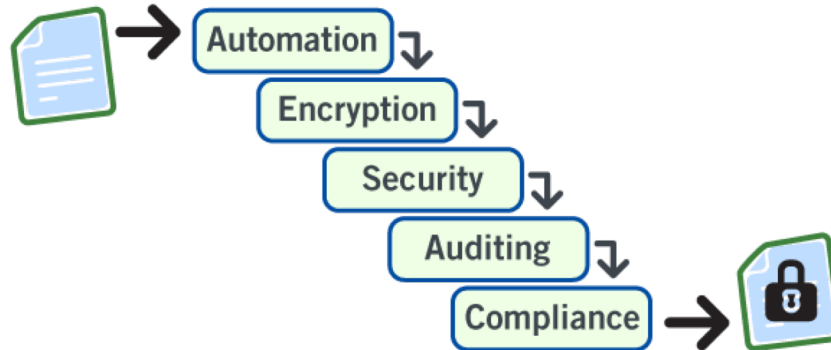 Automation
Encryption
Security
Auditing
Compliance